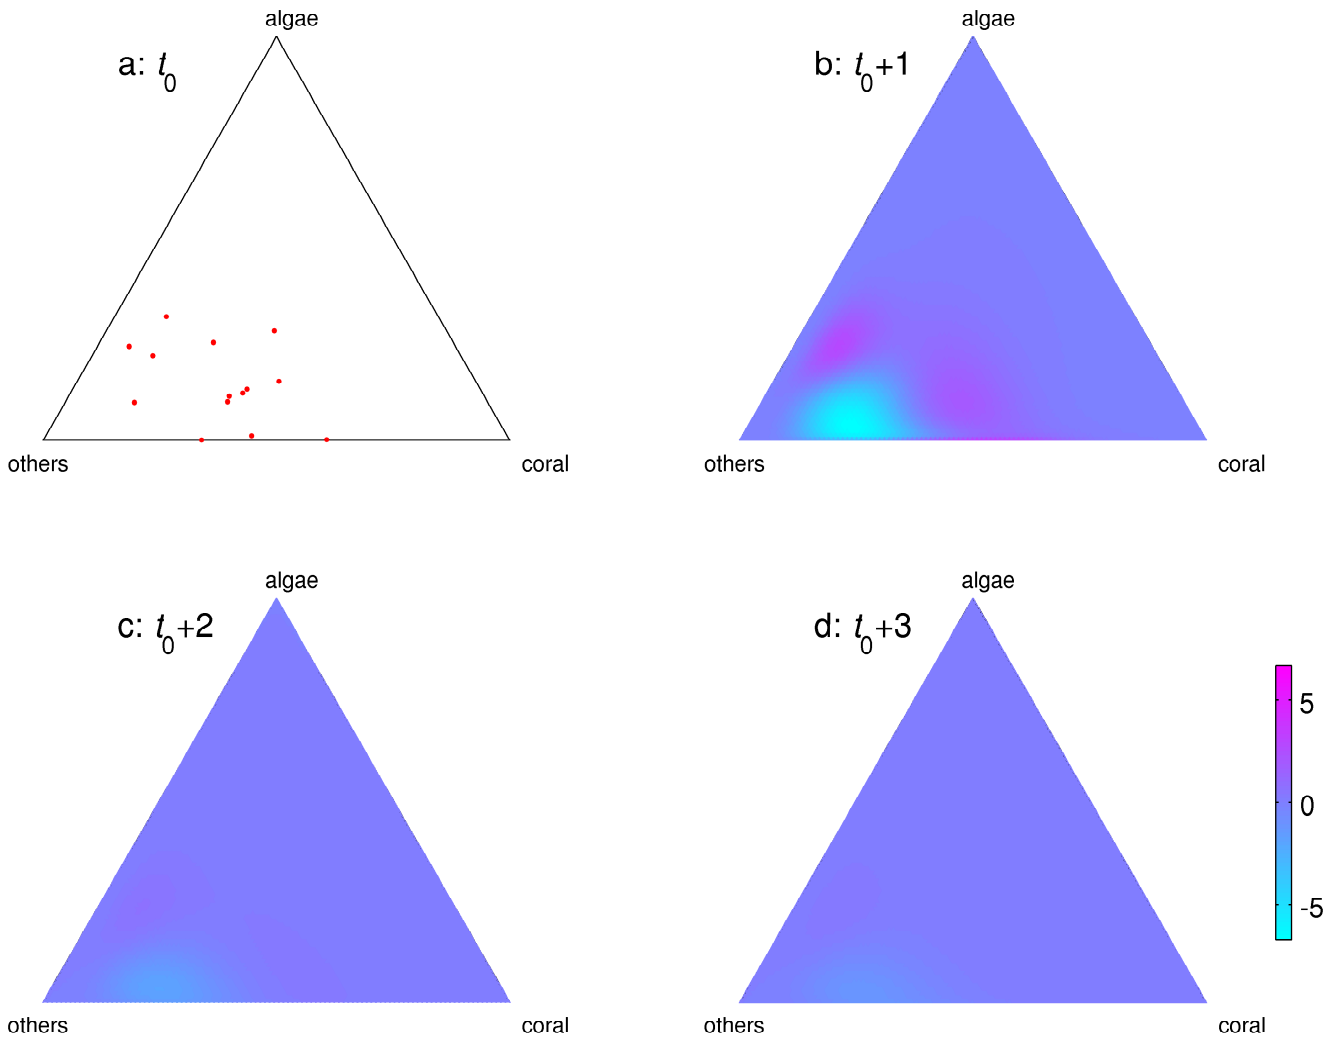 algae
a: t0
others coral
algae
b: t0+1
others coral
algae
c: t0+2
others coral
algae
d: t0+3
others coral
5
0
-5